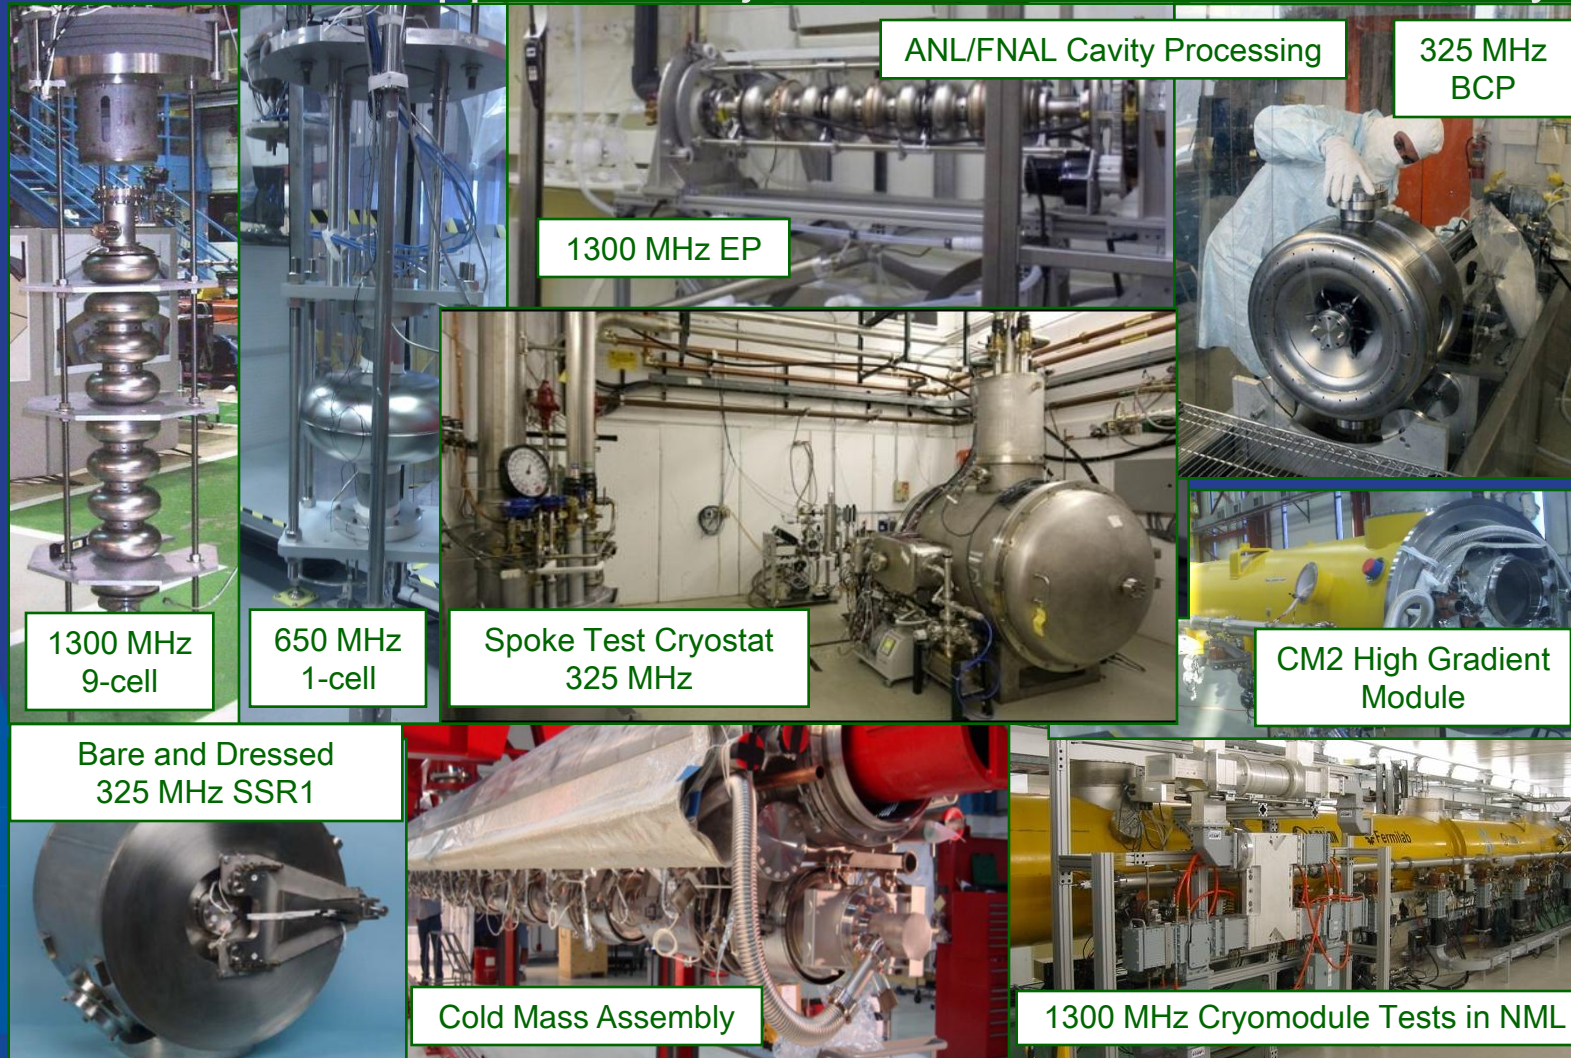 ANL/FNAL Cavity Processing
325 MHz
BCP
1300 MHz EP
1300 MHz
9-cell
650 MHz
1-cell
Spoke Test Cryostat
325 MHz
CM2 High Gradient
Module
Bare and Dressed
325 MHz SSR1
Fermilab
Cold Mass Assembly
1300 MHz Cryomodule Tests in NML